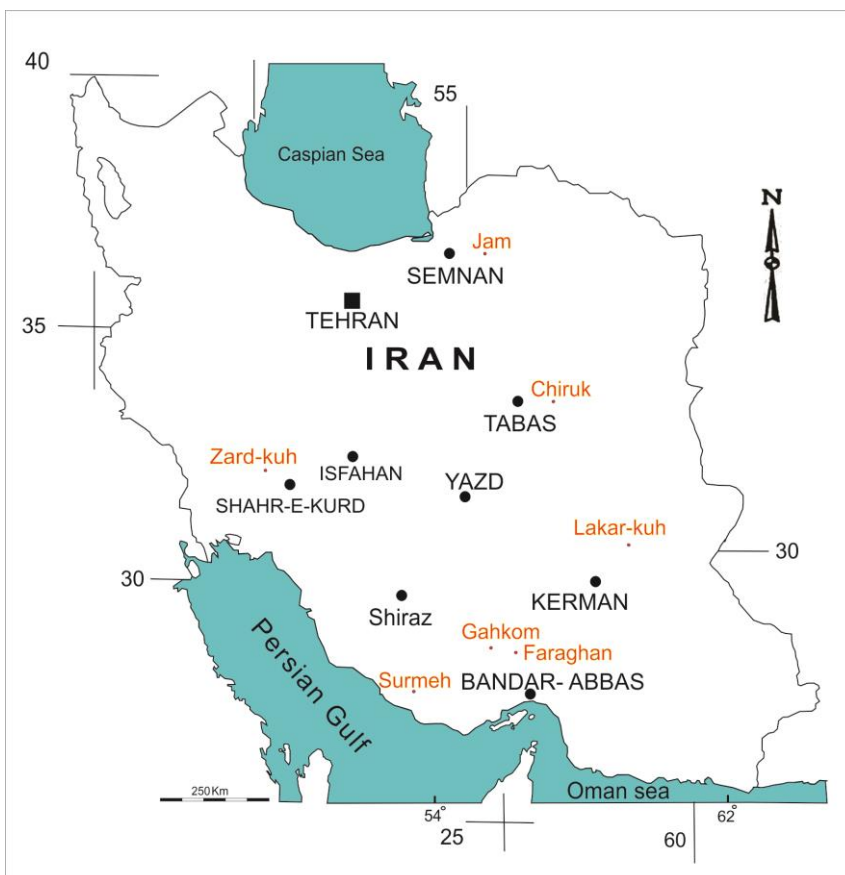 40
55
Caspian Sea
N
Jam
SEMNAN
TEHRAN
35
IRAN
Chiruk
TABAS
Zard-kuh
ISFAHAN
YAZD
SHAHR-E-KURD
Lakar-kuh
30
30
KERMAN
Shiraz
Gahkom
Faraghan
Surmeh
BANDAR- ABBAS
Persian Gulf
Oman sea
250Km
54°
62°
25
60